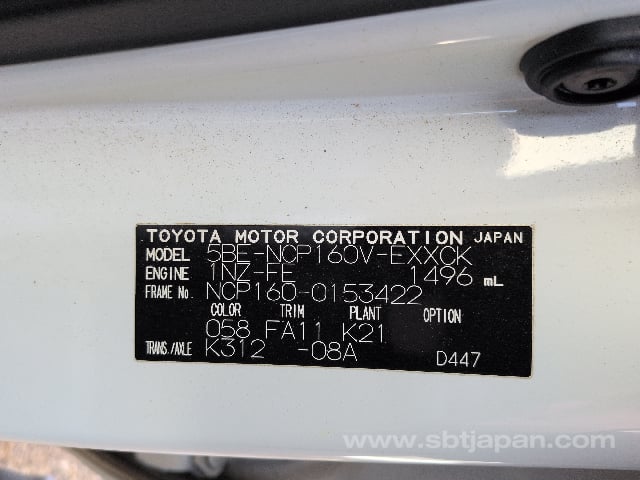 TOYOTA MOTOR CORPORATION JAPAN
MODEL 5BE-NCP160V-EXXCK
ENGINE 1NZ-FE 1496 mL
FRAME No. NCP160-0153422
COLOR TRIM PLANT OPTION
058 FA11 K21
TRANS./AXLE K312 -08A D447
www.sbtjapan.com